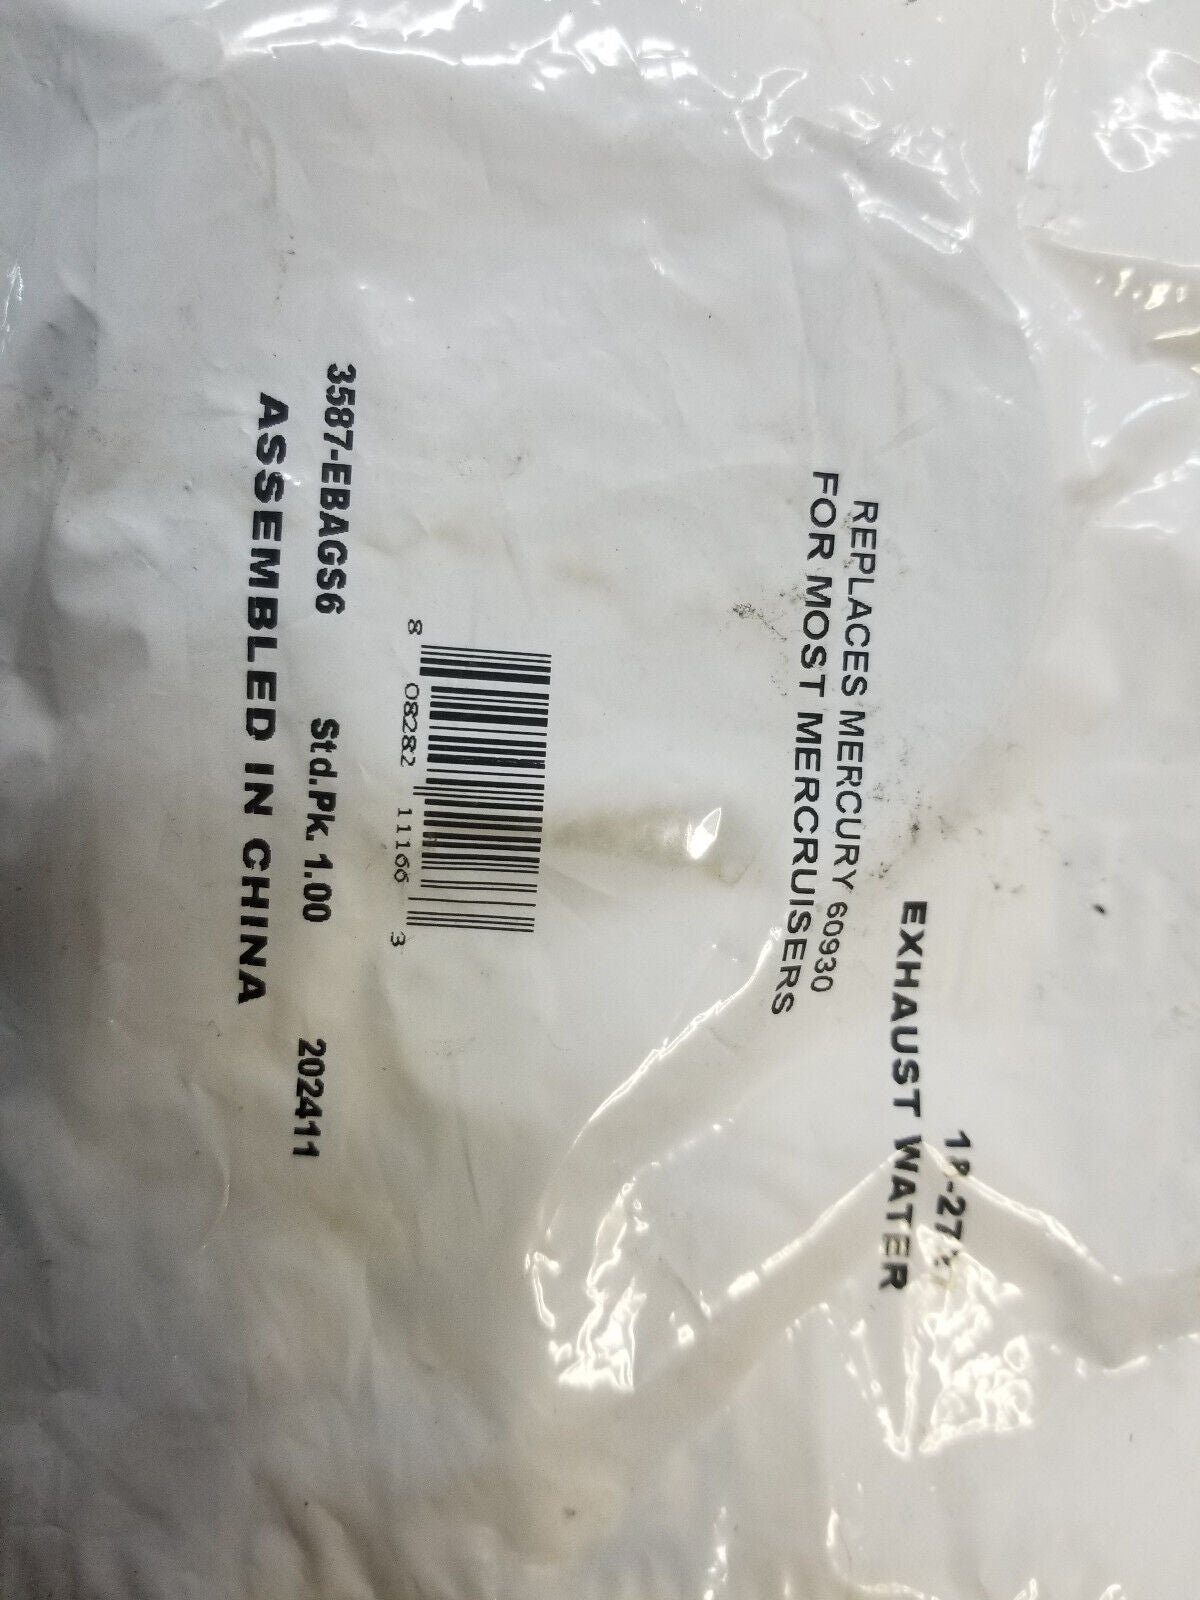 EXHAUST WATER
REPLACES MERCURY 60930
FOR MOST MERCRUISERS
8 08282 11166 3
3587-EBAGS6 Std.Pk. 1.00 202411
ASSEMBLED IN CHINA